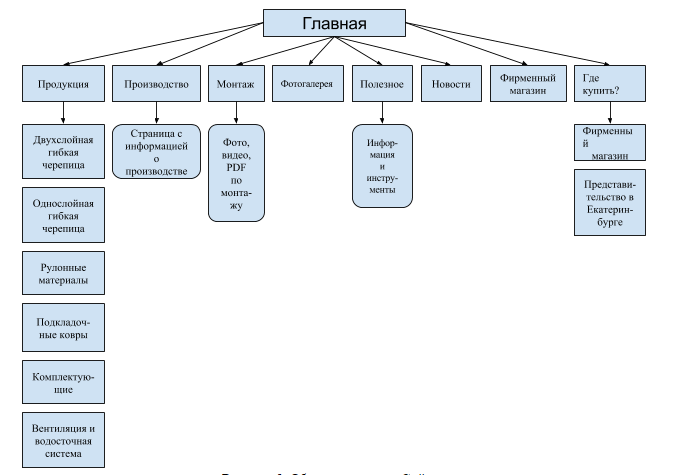 Главная
Продукция
Производство
Монтаж
Фотогалерея
Полезное
Новости
Фирменный
магазин
Где
купить?
Двухслойная
гибкая
черепица
Страница с
информацией
о
производстве
Фото,
видео,
PDF
по
монта-
жу
Инфор-
мация
и
инстру-
менты
Фирменны
й
магазин
Однослойная
гибкая
черепица
Представи-
тельство в
Екатерин-
бурге
Рулонные
материалы
Подкладоч-
ные ковры
Комплектую-
щие
Вентиляция и
водосточная
система